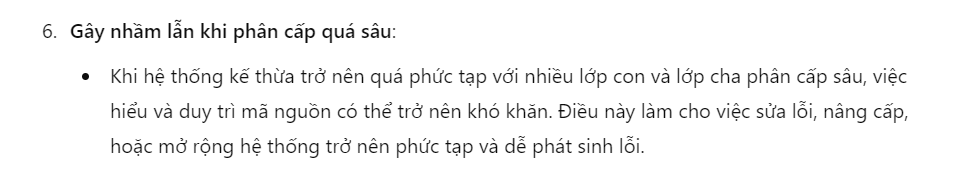 6. Gây nhầm lẫn khi phân cấp quá sâu:
• Khi hệ thống kế thừa trở nên quá phức tạp với nhiều lớp con và lớp cha phân cấp sâu, việc
hiểu và duy trì mã nguồn có thể trở nên khó khăn. Điều này làm cho việc sửa lỗi, nâng cấp,
hoặc mở rộng hệ thống trở nên phức tạp và dễ phát sinh lỗi.